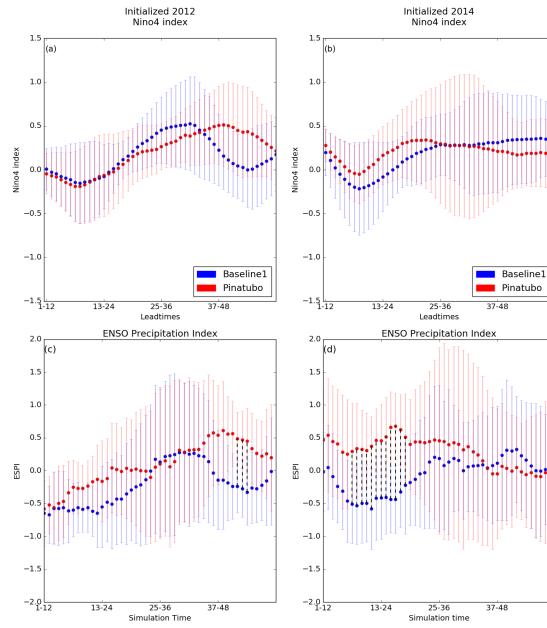 Initialized 2012
Nino4 index
Initialized 2014
Nino4 index
(a)
1.5
1.0
0.5
0.0
−0.5
−1.0
−1.5
Nino4 index
Baseline1
Pinatubo
1-12
13-24
25-36
37-48
Leadtimes
(b)
1.5
1.0
0.5
0.0
−0.5
−1.0
−1.5
Nino4 index
Baseline1
Pinatubo
1-12
13-24
25-36
37-48
Leadtimes
ENSO Precipitation Index
(c)
2.0
1.5
1.0
0.5
0.0
−0.5
−1.0
−1.5
−2.0
ESPI
1-12
13-24
25-36
37-48
Simulation Time
ENSO Precipitation Index
(d)
2.0
1.5
1.0
0.5
0.0
−0.5
−1.0
−1.5
−2.0
ESPI
1-12
13-24
25-36
37-48
Simulation time